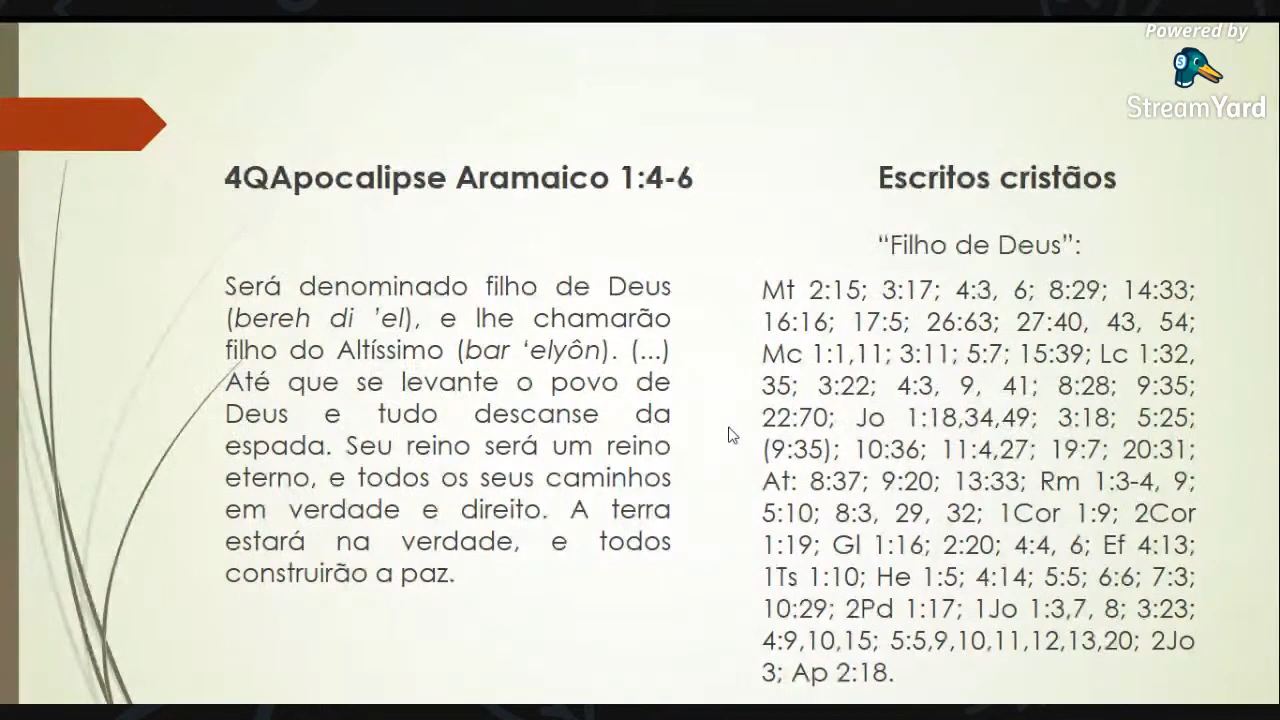 Powered by
StreamYard
4QApocalipse Aramaico 1:4-6
Será denominado filho de Deus
(bereh di ’el), e lhe chamarão
filho do Altíssimo (bar ‘elyôn). (...)
Até que se levante o povo de
Deus e tudo descanse da
espada. Seu reino será um reino
eterno, e todos os seus caminhos
em verdade e direito. A terra
estará na verdade, e todos
construirão a paz.
Escritos cristãos
“Filho de Deus”:
Mt 2:15; 3:17; 4:3, 6; 8:29; 14:33;
16:16; 17:5; 26:63; 27:40, 43, 54;
Mc 1:1,11; 3:11; 5:7; 15:39; Lc 1:32,
35; 3:22; 4:3, 9, 41; 8:28; 9:35;
22:70; Jo 1:18,34,49; 3:18; 5:25;
(9:35); 10:36; 11:4,27; 19:7; 20:31;
At: 8:37; 9:20; 13:33; Rm 1:3-4, 9;
5:10; 8:3, 29, 32; 1Cor 1:9; 2Cor
1:19; Gl 1:16; 2:20; 4:4, 6; Ef 4:13;
1Ts 1:10; He 1:5; 4:14; 5:5; 6:6; 7:3;
10:29; 2Pd 1:17; 1Jo 1:3,7, 8; 3:23;
4:9,10,15; 5:5,9,10,11,12,13,20; 2Jo
3; Ap 2:18.